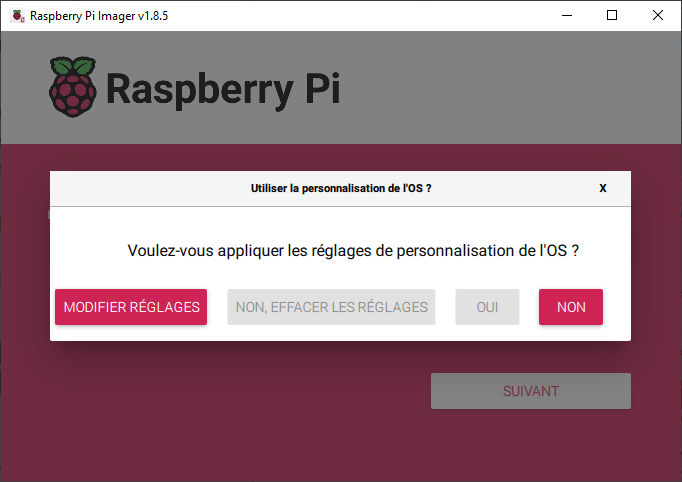 Raspberry Pi Imager v1.8.5
Raspberry Pi
Utiliser la personnalisation de l'OS ?
X
Voulez-vous appliquer les réglages de personnalisation de l'OS ?
MODIFIER RÉGLAGES
NON, EFFACER LES RÉGLAGES
OUI
NON
SUIVANT